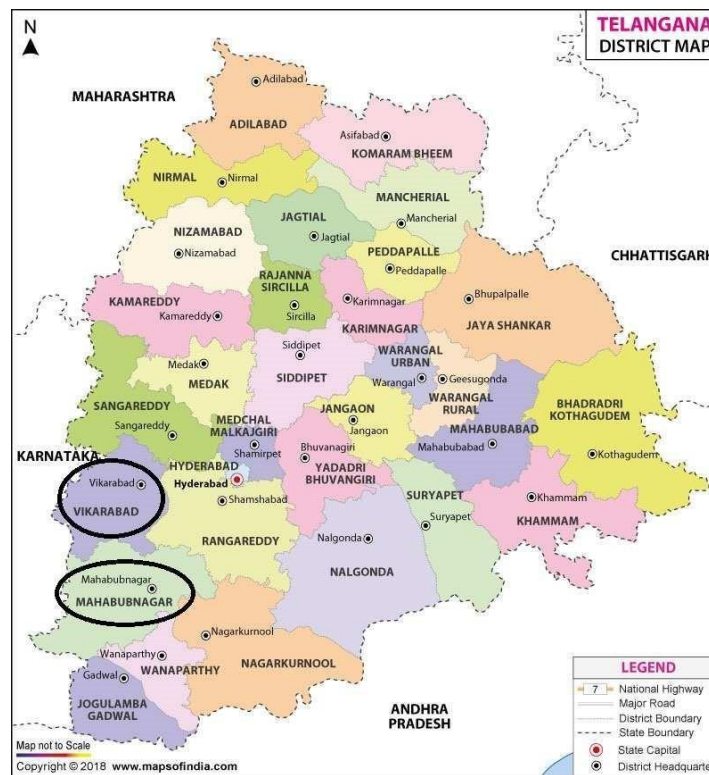 N
TELANGANA
DISTRICT MAP
MAHARASHTRA
Adilabad
ADILABAD
Asifabad
KOMARAM BHEEM
NIRMAL
Nirmal
MANCHERIAL
Mancherial
JAGTIAL
Jagtial
NIZAMABAD
Nizamabad
PEDDAPALLE
Peddapalle
CHHATTISGARH
RAJANNA
SIRCILLA
Sircilla
KAMAREDDY
Kamareddy
Karimnagar
KARIMNAGAR
Bhupalpalle
JAYA SHANKAR
Siddipet
SIDDIPET
WARANGAL
URBAN
Warangal
Geesugonda
WARANGAL
RURAL
Medak
MEDAK
BHADRADRI
KOTHAGUDEM
Kothagudem
SANGAREDDY
Sangareddy
JANGAON
Jangaon
MAHABUBABAD
Mahabubabad
MEDCHAL
MALKAJGIRI
Shamirpet
KARNATAKA
HYDERABAD
Hyderabad
Bhuvanagiri
YADADRI
BHUVANGIRI
Vikarabad
VIKARABAD
Shamshabad
RANGAREDDY
SURYAPET
Suryapet
Khammam
KHAMMAM
Nalgonda
NALGONDA
Mahabubnagar
MAHABUBNAGAR
Nagarkurnool
NAGARKURNOOL
Wanaparthy
WANAPARTHY
Gadwal
JOGULAMBA
GADWAL
ANDHRA
PRADESH
LEGEND
7 National Highway
Major Road
District Boundary
State Boundary
State Capital
District Headquarte
Map not to Scale
Copyright © 2018 www.mapsofindia.com